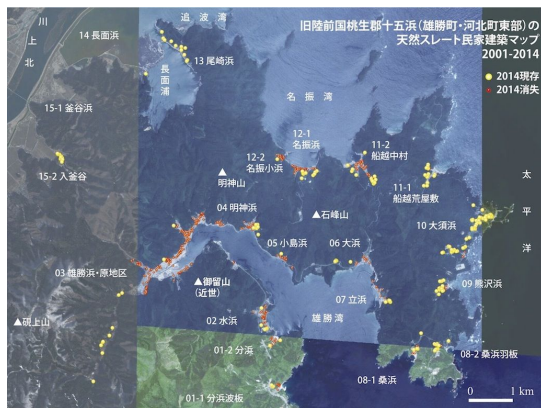 旧陸前国桃生郡十五浜（雄勝町・河北町東部）の
天然スレート民家建築マップ
2001-2014
2014現存
2014消失
追波湾
川
上
北
14 長面浜
13 尾崎浜
長
面
浦
名振湾
15-1 釜谷浜
15-2 入釜谷
12-1
名振浜
12-2
名振小浜
11-2
船越中村
11-1
船越荒屋敷
太
平
洋
明神山
04 明神浜
石峰山
10 大須浜
05 小島浜
06 大浜
03 雄勝浜・原地区
御留山
（近世）
09 熊沢浜
07 立浜
硯上山
02 水浜
雄勝湾
01-2 分浜
08-2 桑浜羽板
08-1 桑浜
01-1 分浜波板
0
1 km